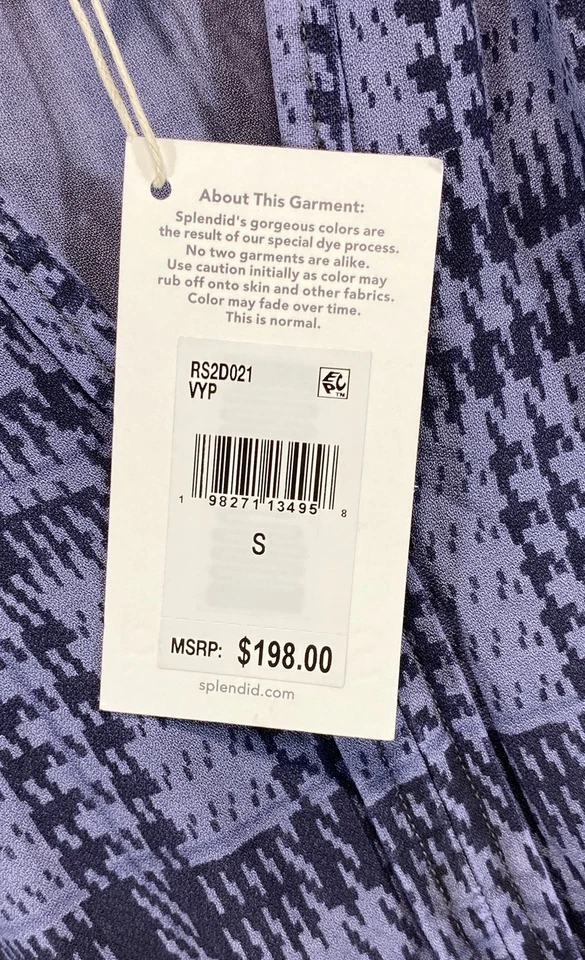 About This Garment:
Splendid's gorgeous colors are
the result of our special dye process.
No two garments are alike.
Use caution initially as color may
rub off onto skin and other fabrics.
Color may fade over time.
This is normal.
RS2D021
VYP
EC
P TM
1 98271 13495 8
S
MSRP: $198.00
splendid.com